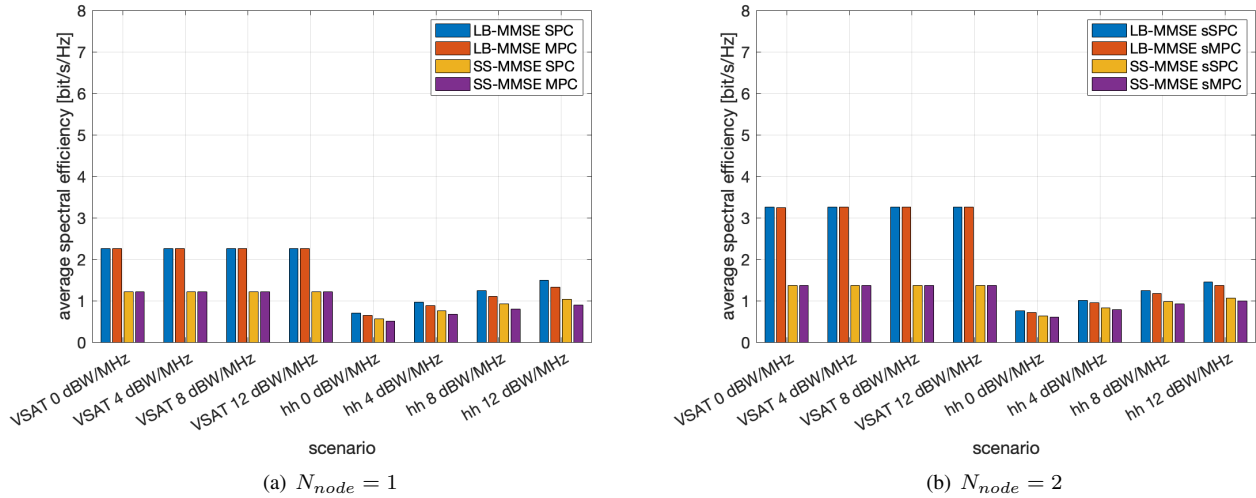 average spectral efficiency [bit/s/Hz]
8
7
6
5
4
3
2
1
0
LB-MMSE SPC
LB-MMSE MPC
SS-MMSE SPC
SS-MMSE MPC
VSAT 0 dBW/MHz
VSAT 4 dBW/MHz
VSAT 8 dBW/MHz
VSAT 12 dBW/MHz
hh 0 dBW/MHz
hh 4 dBW/MHz
hh 8 dBW/MHz
hh 12 dBW/MHz
scenario
(a) N_{node} = 1
average spectral efficiency [bit/s/Hz]
8
7
6
5
4
3
2
1
0
LB-MMSE sSPC
LB-MMSE sMPC
SS-MMSE sSPC
SS-MMSE sMPC
VSAT 0 dBW/MHz
VSAT 4 dBW/MHz
VSAT 8 dBW/MHz
VSAT 12 dBW/MHz
hh 0 dBW/MHz
hh 4 dBW/MHz
hh 8 dBW/MHz
hh 12 dBW/MHz
scenario
(b) N_{node} = 2